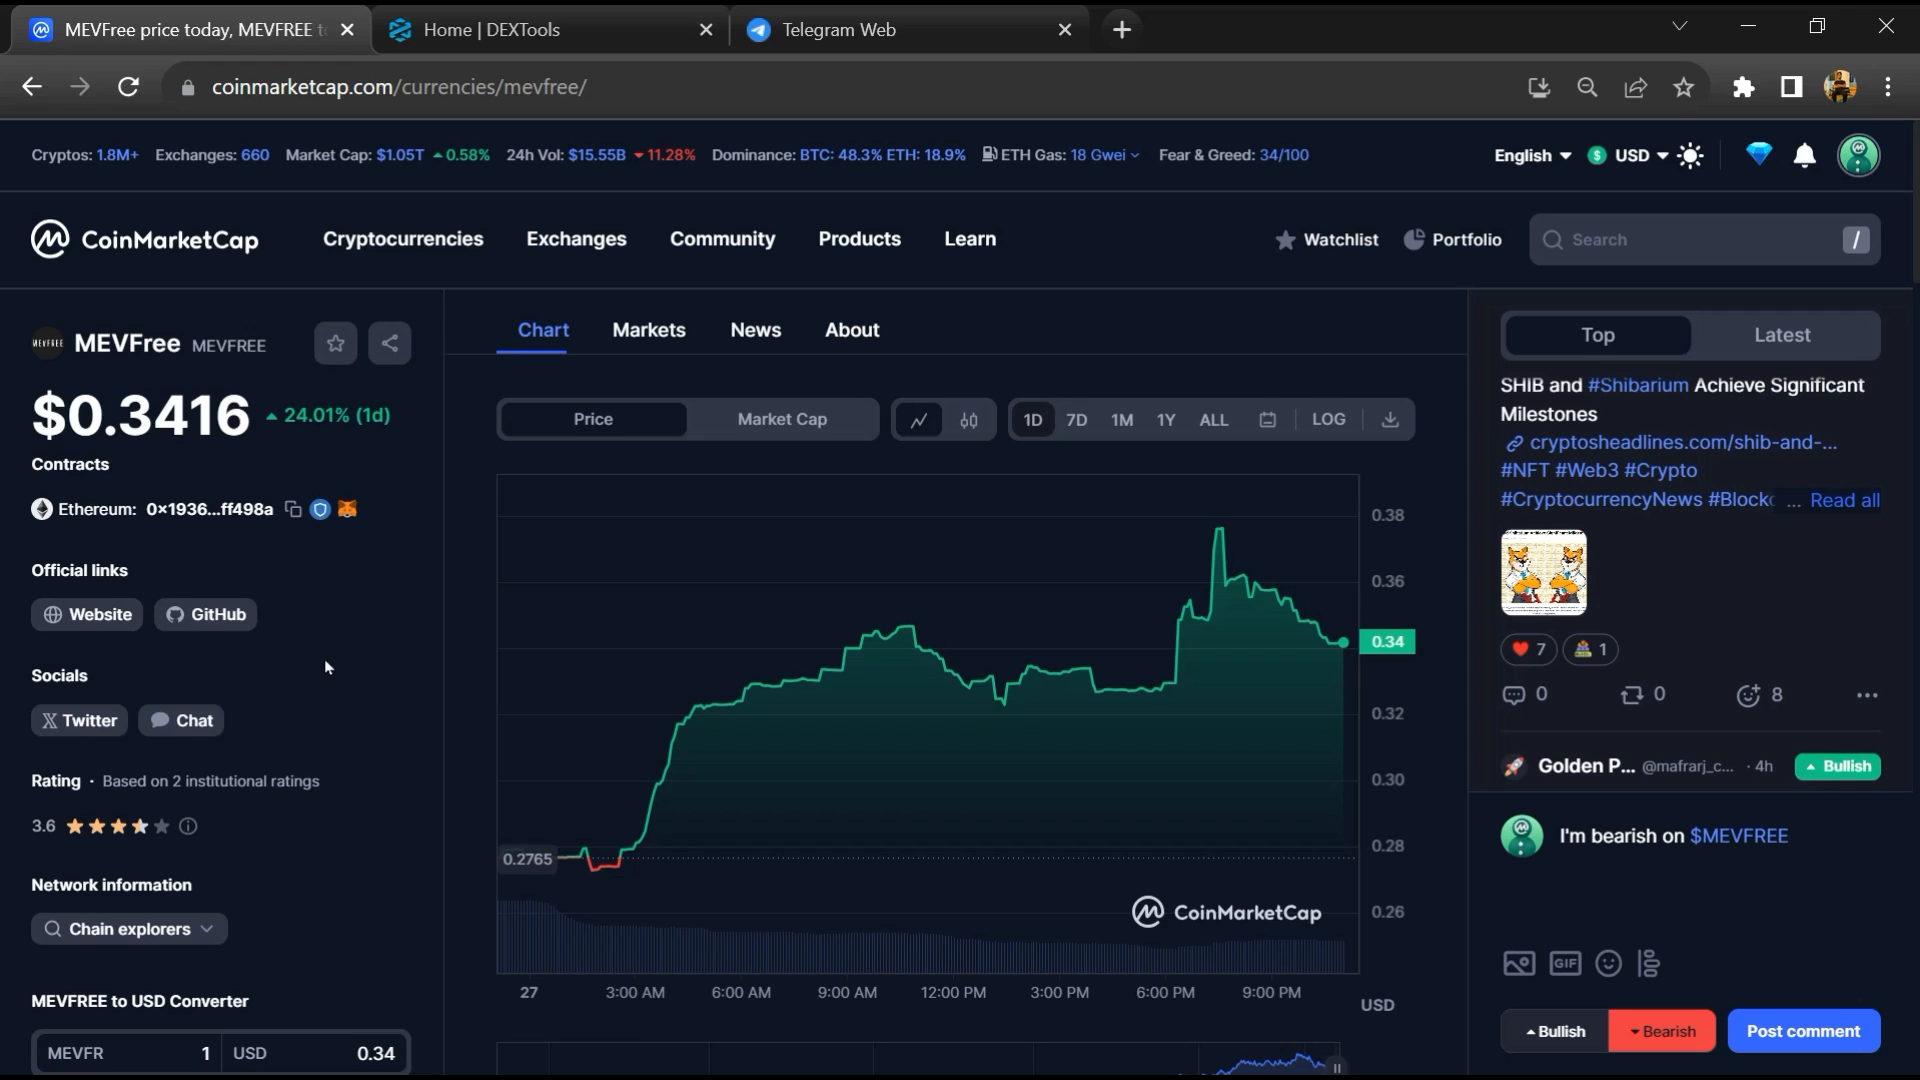 MEVFree price today, MEVFREE to
Home | DEXTools
Telegram Web
coinmarketcap.com/currencies/mevfree/
Cryptos: 1.8M+ Exchanges: 660 Market Cap: $1.05T 0.58% 24h Vol: $15.55B 11.28% Dominance: BTC: 48.3% ETH: 18.9% ETH Gas: 18 Gwei Fear & Greed: 34/100
English USD
CoinMarketCap
Cryptocurrencies Exchanges Community Products Learn
Watchlist Portfolio Search /
MEVFREE MEVFree MEVFREE
$0.3416 24.01% (1d)
Contracts
Ethereum: 0x1936...ff498a
Official links
Website GitHub
Socials
Twitter Chat
Rating · Based on 2 institutional ratings
3.6
Network information
Chain explorers
MEVFREE to USD Converter
MEVFR 1 USD 0.34
Chart Markets News About
Price Market Cap
1D 7D 1M 1Y ALL LOG
0.38
0.36
0.34
0.32
0.30
0.28
0.26
0.2765
CoinMarketCap
27 3:00 AM 6:00 AM 9:00 AM 12:00 PM 3:00 PM 6:00 PM 9:00 PM
USD
Top Latest
SHIB and #Shibarium Achieve Significant
Milestones
cryptosheadlines.com/shib-and-...
#NFT #Web3 #Crypto
#CryptocurrencyNews #Blockc ... Read all
7 1
0 0 8
Golden P... @mafrarj_c... · 4h Bullish
I'm bearish on $MEVFREE
GIF
Bullish Bearish Post comment